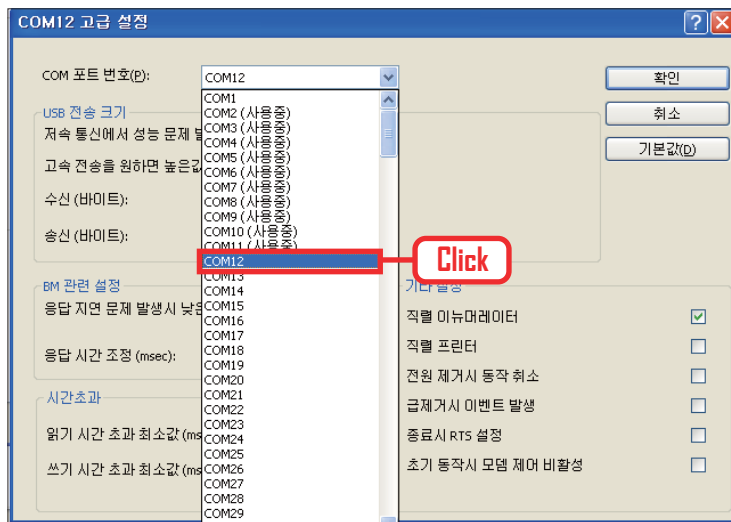 COM12 고급 설정
COM 포트 번호(P):
COM12
확인
취소
기본값(D)
USB 전송 크기
저속 통신에서 성능 문제
고속 전송을 원하면 높은값
수신 (바이트):
송신 (바이트):
COM1
COM2 (사용중)
COM3 (사용중)
COM4 (사용중)
COM5 (사용중)
COM6 (사용중)
COM7 (사용중)
COM8 (사용중)
COM9 (사용중)
COM10 (사용중)
COM11 (사용중)
COM12
COM13
COM14
COM15
COM16
COM17
COM18
COM19
COM20
COM21
COM22
COM23
COM24
COM25
COM26
COM27
COM28
COM29
Click
BM 관련 설정
응답 지연 문제 발생시 낮은
응답 시간 조정 (msec):
시간초과
읽기 시간 초과 최소값 (ms
쓰기 시간 초과 최소값 (ms
기타 설정
직렬 이뉴머레이터
직렬 프린터
전원 제거시 동작 취소
급제거시 이벤트 발생
종료시 RTS 설정
초기 동작시 모뎀 제어 비활성